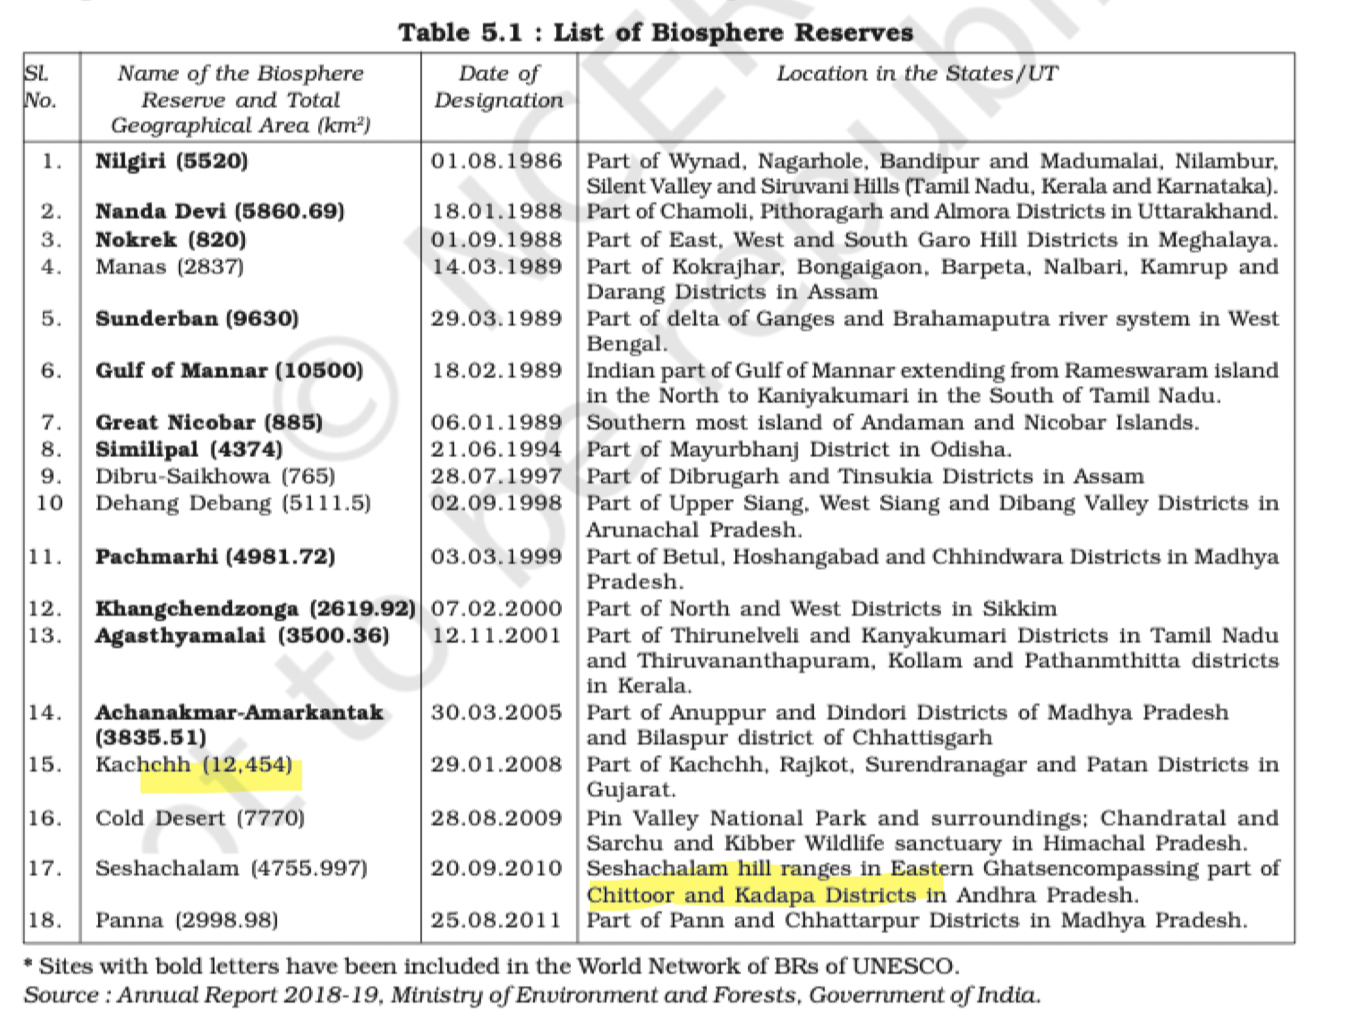 Table 5.1 : List of Biosphere Reserves
Sl. No. Name of the Biosphere Reserve and Total Geographical Area (km²) Date of Designation Location in the States/UT
1. Nilgiri (5520) 01.08.1986 Part of Wynad, Nagarhole, Bandipur and Madumalai, Nilambur,
Silent Valley and Siruvani Hills (Tamil Nadu, Kerala and Karnataka).
2. Nanda Devi (5860.69) 18.01.1988 Part of Chamoli, Pithoragarh and Almora Districts in Uttarakhand.
3. Nokrek (820) 01.09.1988 Part of East, West and South Garo Hill Districts in Meghalaya.
4. Manas (2837) 14.03.1989 Part of Kokrajhar, Bongaigaon, Barpeta, Nalbari, Kamrup and
Darang Districts in Assam
5. Sunderban (9630) 29.03.1989 Part of delta of Ganges and Brahamaputra river system in West
Bengal.
6. Gulf of Mannar (10500) 18.02.1989 Indian part of Gulf of Mannar extending from Rameswaram island
in the North to Kaniyakumari in the South of Tamil Nadu.
7. Great Nicobar (885) 06.01.1989 Southern most island of Andaman and Nicobar Islands.
8. Similipal (4374) 21.06.1994 Part of Mayurbhanj District in Odisha.
9. Dibru-Saikhowa (765) 28.07.1997 Part of Dibrugarh and Tinsukia Districts in Assam
10 Dehang Debang (5111.5) 02.09.1998 Part of Upper Siang, West Siang and Dibang Valley Districts in
Arunachal Pradesh.
11. Pachmarhi (4981.72) 03.03.1999 Part of Betul, Hoshangabad and Chhindwara Districts in Madhya
Pradesh.
12. Khangchendzonga (2619.92) 07.02.2000 Part of North and West Districts in Sikkim
13. Agasthyamalai (3500.36) 12.11.2001 Part of Thirunelveli and Kanyakumari Districts in Tamil Nadu
and Thiruvananthapuram, Kollam and Pathanmthitta districts
in Kerala.
14. Achanakmar-Amarkantak 30.03.2005 Part of Anuppur and Dindori Districts of Madhya Pradesh
(3835.51) and Bilaspur district of Chhattisgarh
15. Kachchh (12,454) 29.01.2008 Part of Kachchh, Rajkot, Surendranagar and Patan Districts in
Gujarat.
16. Cold Desert (7770) 28.08.2009 Pin Valley National Park and surroundings; Chandratal and
Sarchu and Kibber Wildlife sanctuary in Himachal Pradesh.
17. Seshachalam (4755.997) 20.09.2010 Seshachalam hill ranges in Eastern Ghatsencompassing part of
Chittoor and Kadapa Districts in Andhra Pradesh.
18. Panna (2998.98) 25.08.2011 Part of Pann and Chhattarpur Districts in Madhya Pradesh.
* Sites with bold letters have been included in the World Network of BRs of UNESCO.
Source : Annual Report 2018-19, Ministry of Environment and Forests, Government of India.